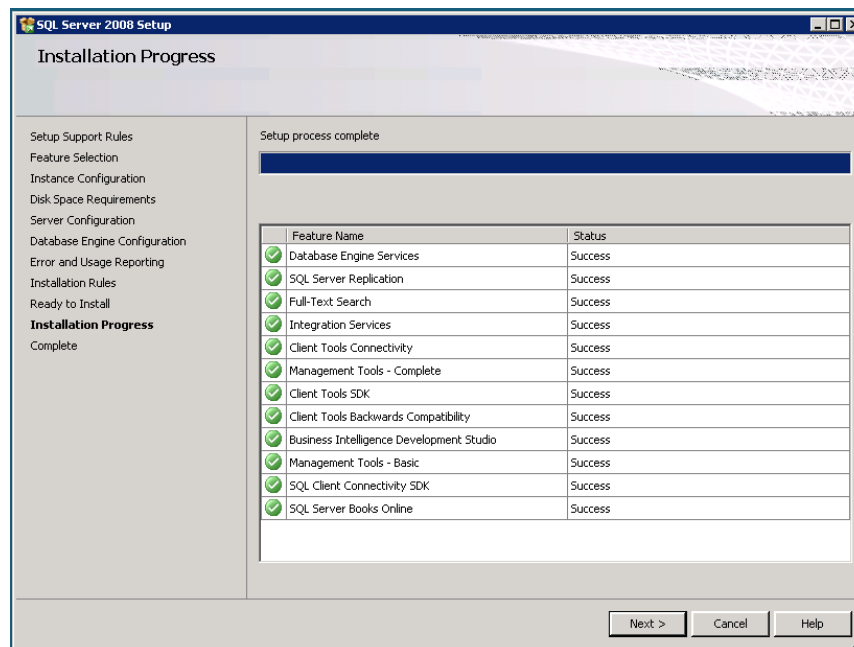 SQL Server 2008 Setup
Installation Progress
Setup Support Rules
Feature Selection
Instance Configuration
Disk Space Requirements
Server Configuration
Database Engine Configuration
Error and Usage Reporting
Installation Rules
Ready to Install
Installation Progress
Complete
Setup process complete
Feature Name Status
Database Engine Services Success
SQL Server Replication Success
Full-Text Search Success
Integration Services Success
Client Tools Connectivity Success
Management Tools - Complete Success
Client Tools SDK Success
Client Tools Backwards Compatibility Success
Business Intelligence Development Studio Success
Management Tools - Basic Success
SQL Client Connectivity SDK Success
SQL Server Books Online Success
Next > Cancel Help